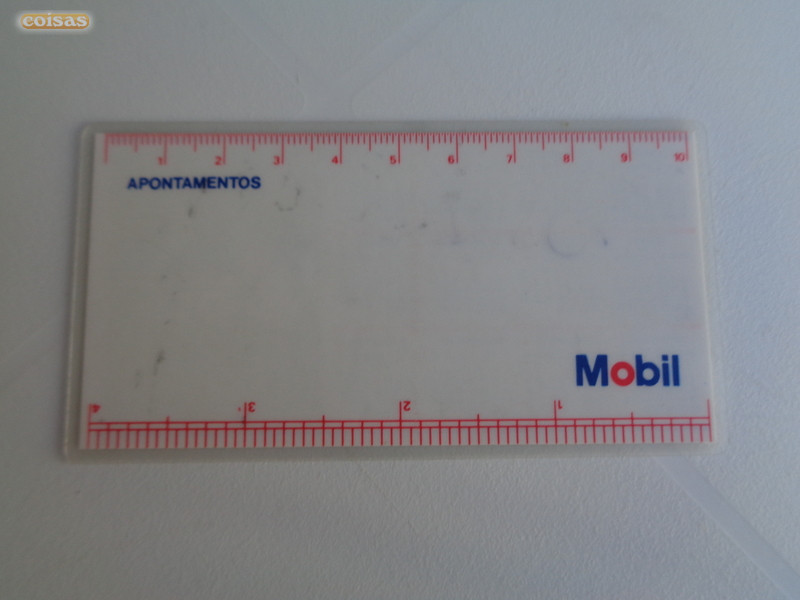 coisas
1 2 3 4 5 6 7 8 9 10
APONTAMENTOS
Mobil
4 3 2 1